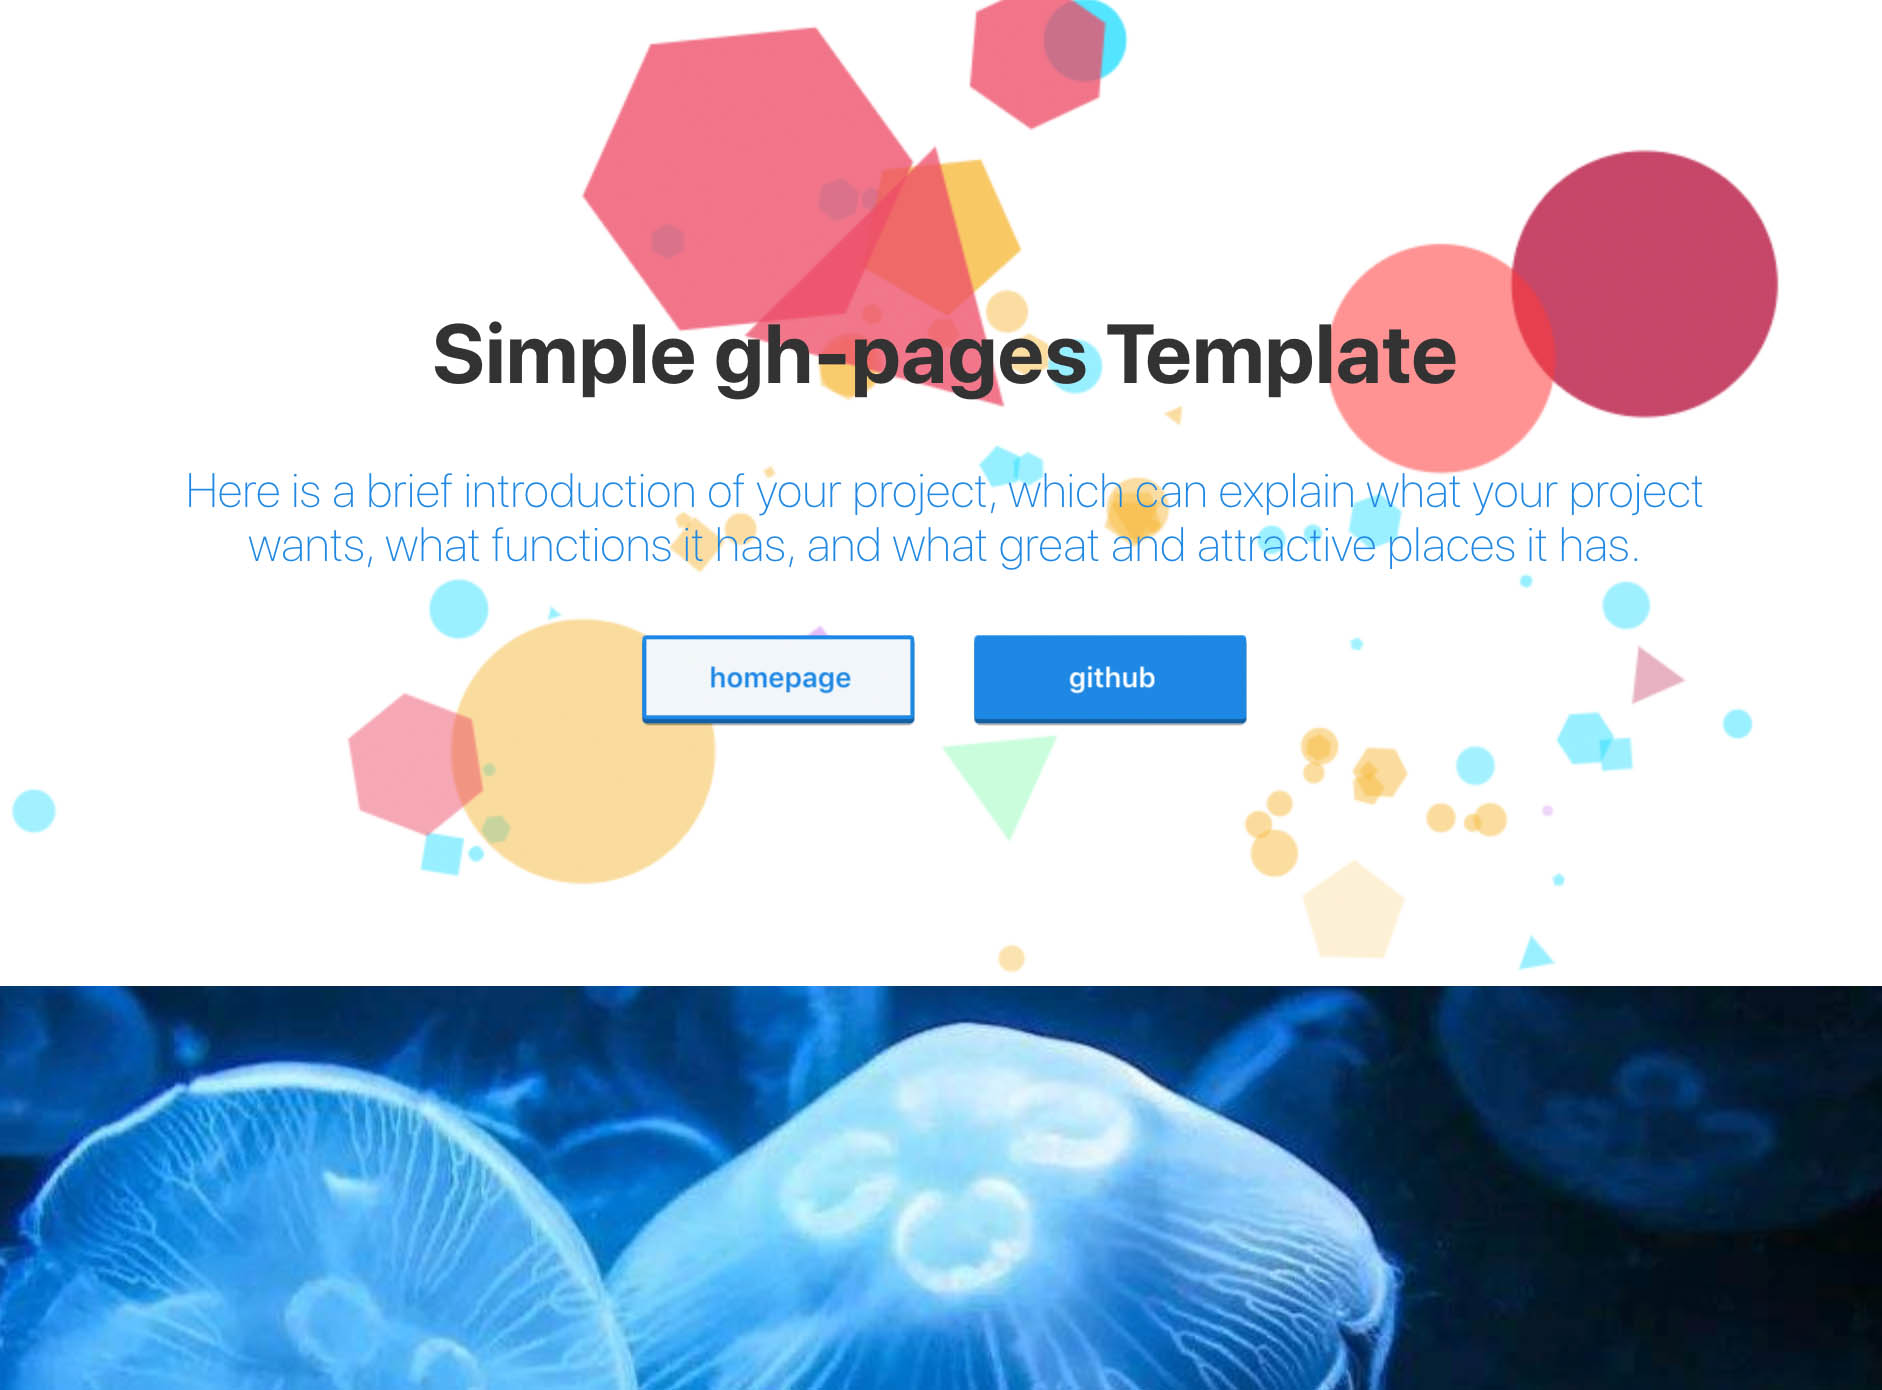 Simple gh-pages Template
Here is a brief introduction of your project, which can explain what your project
wants, what functions it has, and what great and attractive places it has.
homepage
github